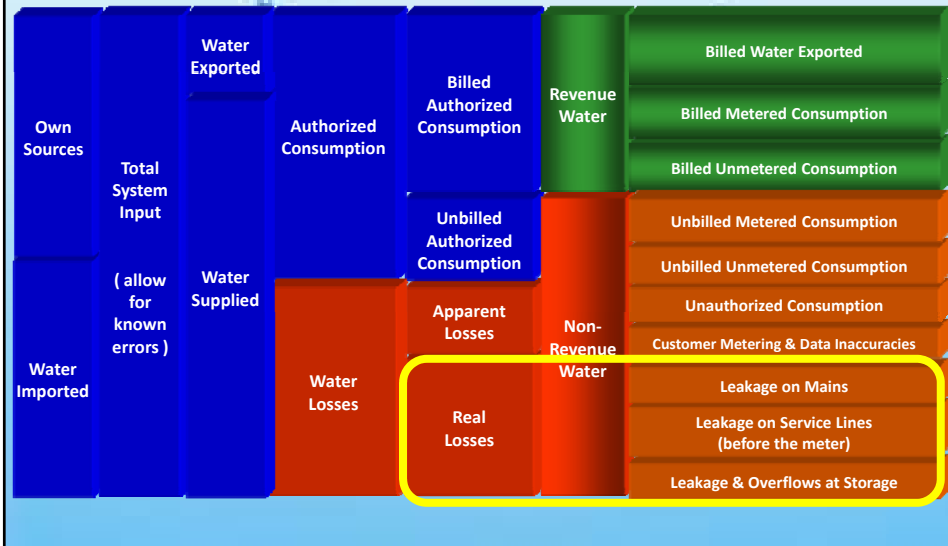 Own
Sources
Water
Imported
Total
System
Input
( allow
for
known
errors )
Water
Exported
Water
Supplied
Authorized
Consumption
Water
Losses
Billed
Authorized
Consumption
Unbilled
Authorized
Consumption
Apparent
Losses
Real
Losses
Revenue
Water
Non-
Revenue
Water
Billed Water Exported
Billed Metered Consumption
Billed Unmetered Consumption
Unbilled Metered Consumption
Unbilled Unmetered Consumption
Unauthorized Consumption
Customer Metering & Data Inaccuracies
Leakage on Mains
Leakage on Service Lines
(before the meter)
Leakage & Overflows at Storage